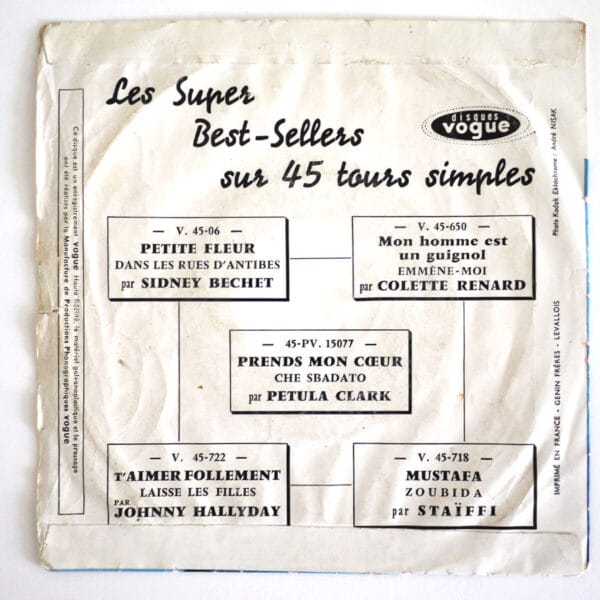 Les Super
Best-Sellers
sur 45 tours simples
disques
vogue
— V. 45-06 —
PETITE FLEUR
DANS LES RUES D'ANTIBES
par SIDNEY BECHET
— V. 45-650 —
Mon homme est
un guignol
EMMÈNE-MOI
par COLETTE RENARD
— 45-PV. 15077 —
PRENDS MON CŒUR
CHE SBADATO
par PETULA CLARK
— V. 45-722 —
T'AIMER FOLLEMENT
LAISSE LES FILLES
PAR JOHNNY HALLYDAY
— V. 45-718 —
MUSTAFA
ZOUBIDA
par STAÏFFI
Ce disque est un enregistrement VOGUE Haute fidélité, le matériel galvanoplastique et le pressage
ont été réalisés par la Manufacture de Productions Phonographiques VOGUE
Photo Kodak Ektachrome : André NISAK
IMPRIMÉ EN FRANCE - GENIN FRÈRES - LEVALLOIS